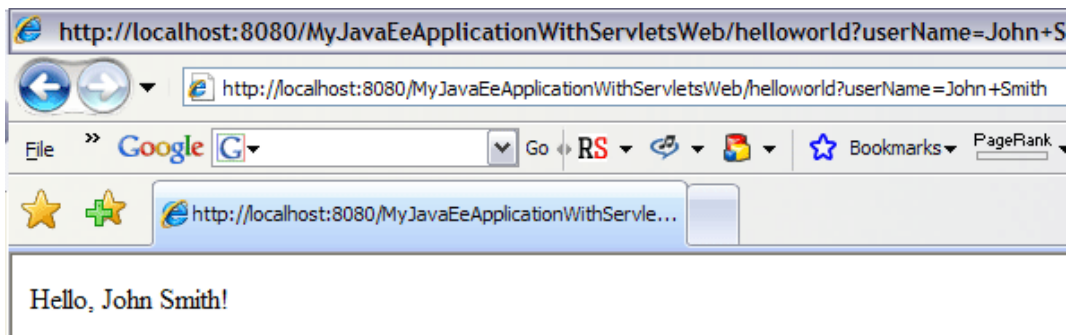 http://localhost:8080/MyJavaEeApplicationWithServletsWeb/helloworld?userName=John+S
http://localhost:8080/MyJavaEeApplicationWithServletsWeb/helloworld?userName=John+Smith
File » Google G Go RS Bookmarks PageRank
http://localhost:8080/MyJavaEeApplicationWithServle...
Hello, John Smith!